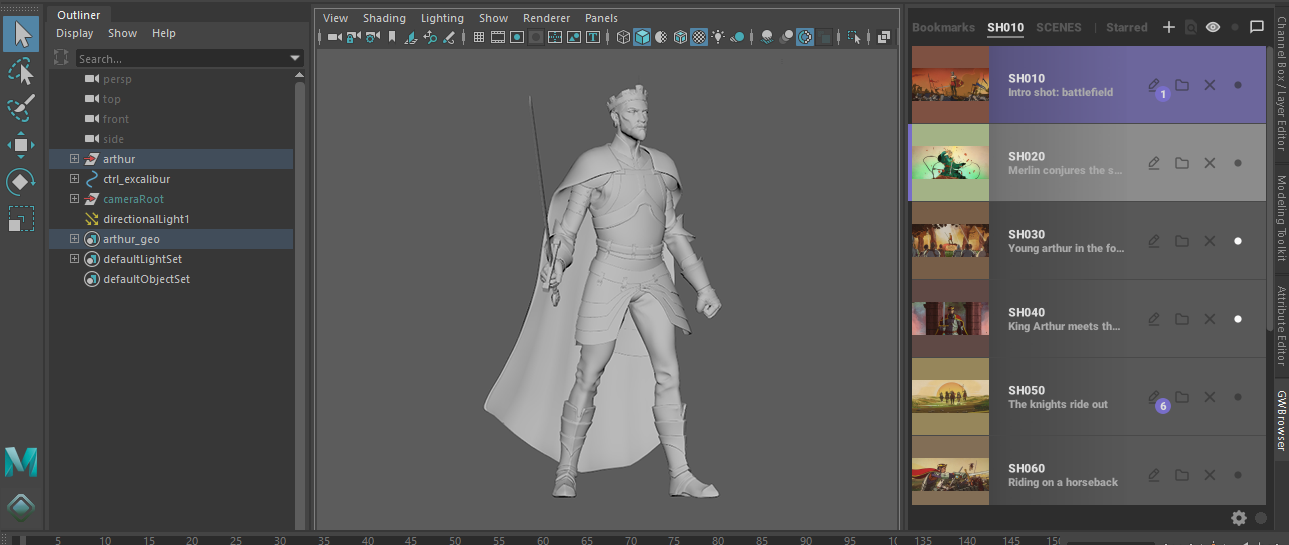 Outliner
Display Show Help
Search...
persp
top
front
side
arthur
ctrl_excalibur
cameraRoot
directionalLight1
arthur_geo
defaultLightSet
defaultObjectSet
View Shading Lighting Show Renderer Panels
Bookmarks SH010 SCENES | Starred
SH010
Intro shot: battlefield
1
SH020
Merlin conjures the s...
SH030
Young arthur in the fo...
SH040
King Arthur meets th...
SH050
The knights ride out
6
SH060
Riding on a horseback
Channel Box / Layer Editor
Modeling Toolkit
Attribute Editor
GWBrowser
M
5 10 15 20 25 30 35 40 45 50 55 60 65 70 75 80 85 90 95 10 135 140 145 150